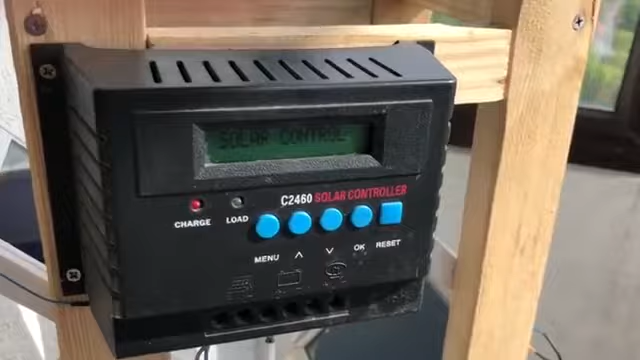 SOLAR CONTROL
C2460 SOLAR CONTROLLER
CHARGE LOAD
MENU ∧ ∨ OK RESET